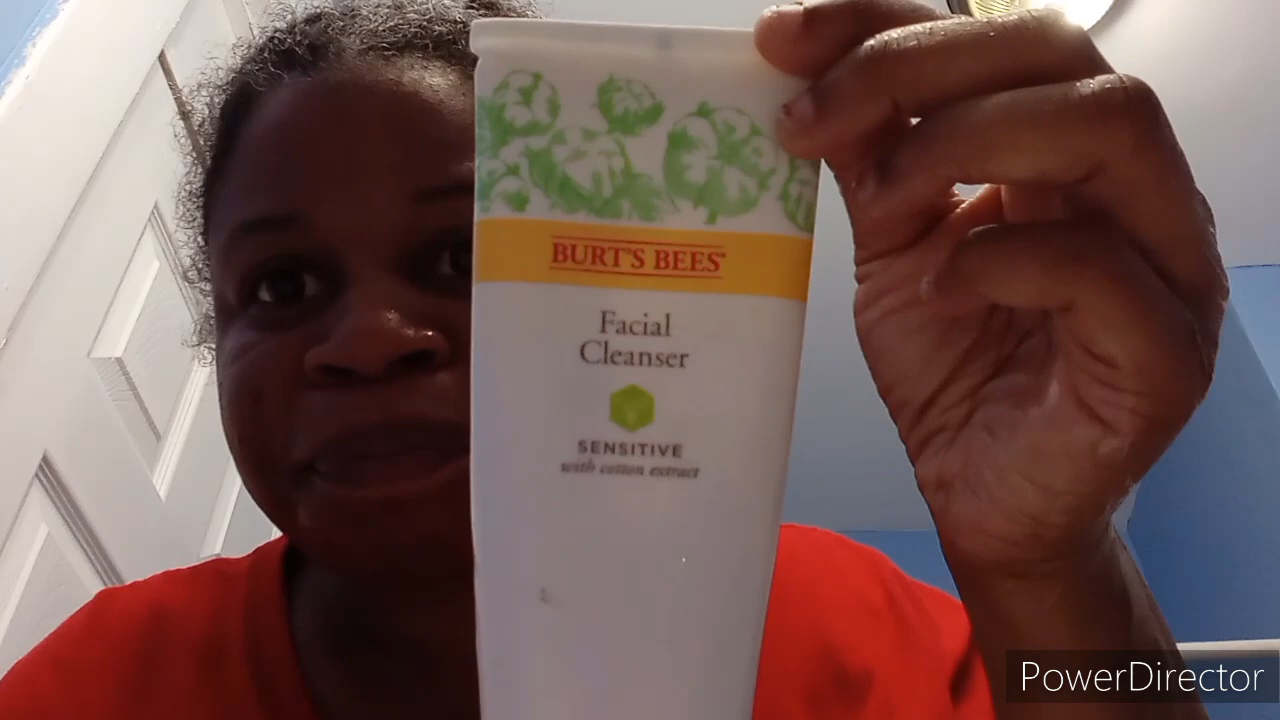 BURT'S BEES
Facial
Cleanser
SENSITIVE
with cotton extract
PowerDirector